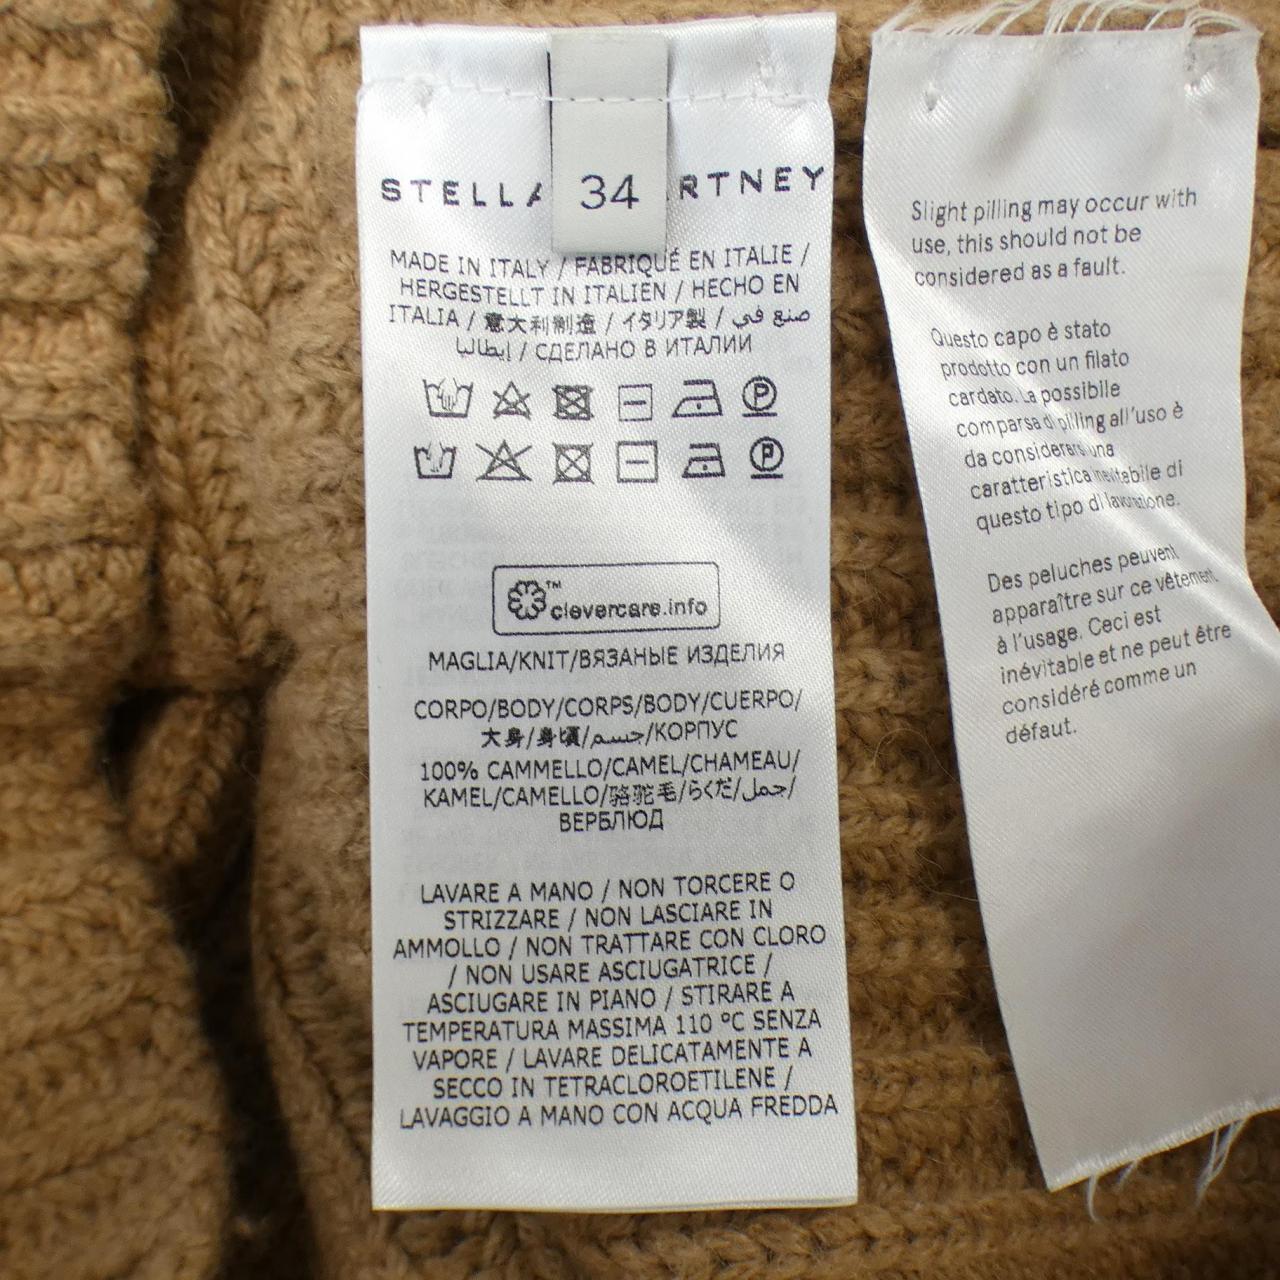 34
STELLA RTNEY
MADE IN ITALY / FABRIQUÉ EN ITALIE /
HERGESTELLT IN ITALIEN / HECHO EN
ITALIA / 意大利制造 / イタリア製 / صنع في
إيطاليا / СДЕЛАНО В ИТАЛИИ
P
P
TM
clevercare.info
MAGLIA/KNIT/ВЯЗАНЫЕ ИЗДЕЛИЯ
CORPO/BODY/CORPS/BODY/CUERPO/
大身/身頃/جسم/КОРПУС
100% CAMMELLO/CAMEL/CHAMEAU/
KAMEL/CAMELLO/骆驼毛/らくだ/جمل/
ВЕРБЛЮД
LAVARE A MANO / NON TORCERE O
STRIZZARE / NON LASCIARE IN
AMMOLLO / NON TRATTARE CON CLORO
/ NON USARE ASCIUGATRICE /
ASCIUGARE IN PIANO / STIRARE A
TEMPERATURA MASSIMA 110 °C SENZA
VAPORE / LAVARE DELICATAMENTE A
SECCO IN TETRACLOROETILENE /
LAVAGGIO A MANO CON ACQUA FREDDA
Slight pilling may occur with
use, this should not be
considered as a fault.
Questo capo è stato
prodotto con un filato
cardato. La possibile
comparsa di pilling all'uso è
da considerarsi una
caratteristica inevitabile di
questo tipo di lavorazione.
Des peluches peuvent
apparaître sur ce vêtement
à l'usage. Ceci est
inévitable et ne peut être
considéré comme un
défaut.